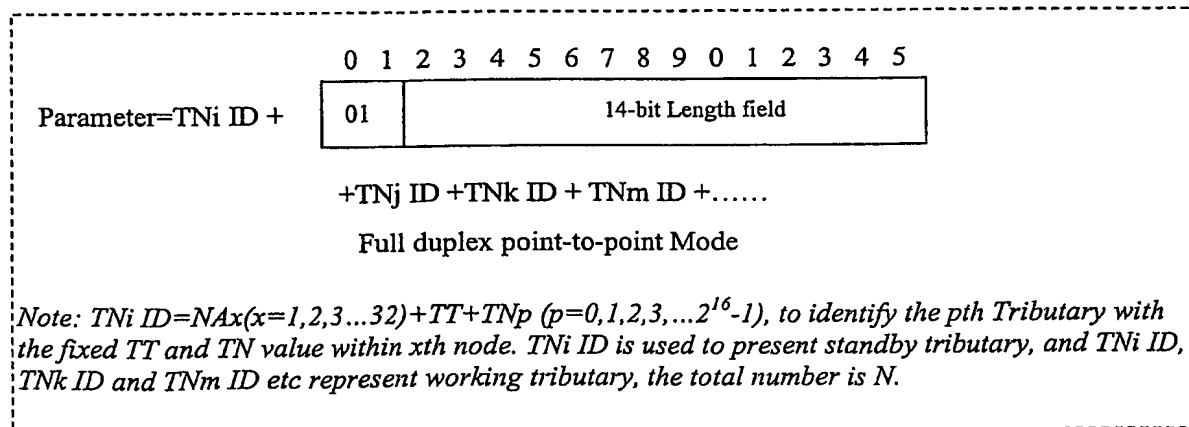 0 1 2 3 4 5 6 7 8 9 0 1 2 3 4 5
Parameter=TNi ID + 01 14-bit Length field
+TNj ID +TNk ID + TNm ID +......
Full duplex point-to-point Mode
Note: TNi ID=NAx(x=1,2,3...32)+TT+TNp (p=0,1,2,3,...2^16-1), to identify the pth Tributary with
the fixed TT and TN value within xth node. TNi ID is used to present standby tributary, and TNi ID,
TNk ID and TNm ID etc represent working tributary, the total number is N.